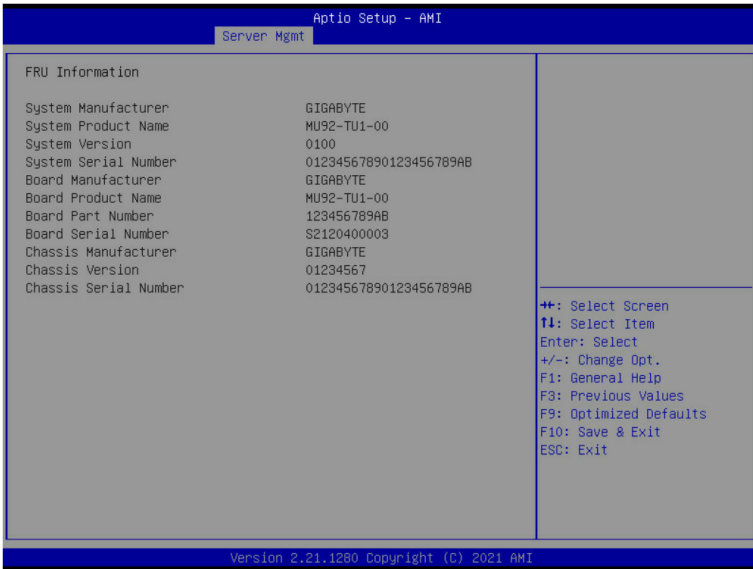 Aptio Setup – AMI
Server Mgmt
FRU Information
System Manufacturer GIGABYTE
System Product Name MU92-TU1-00
System Version 0100
System Serial Number 01234567890123456789AB
Board Manufacturer GIGABYTE
Board Product Name MU92-TU1-00
Board Part Number 123456789AB
Board Serial Number S2120400003
Chassis Manufacturer GIGABYTE
Chassis Version 01234567
Chassis Serial Number 01234567890123456789AB
→←: Select Screen
↑↓: Select Item
Enter: Select
+/-: Change Opt.
F1: General Help
F3: Previous Values
F9: Optimized Defaults
F10: Save & Exit
ESC: Exit
Version 2.21.1280 Copyright (C) 2021 AMI